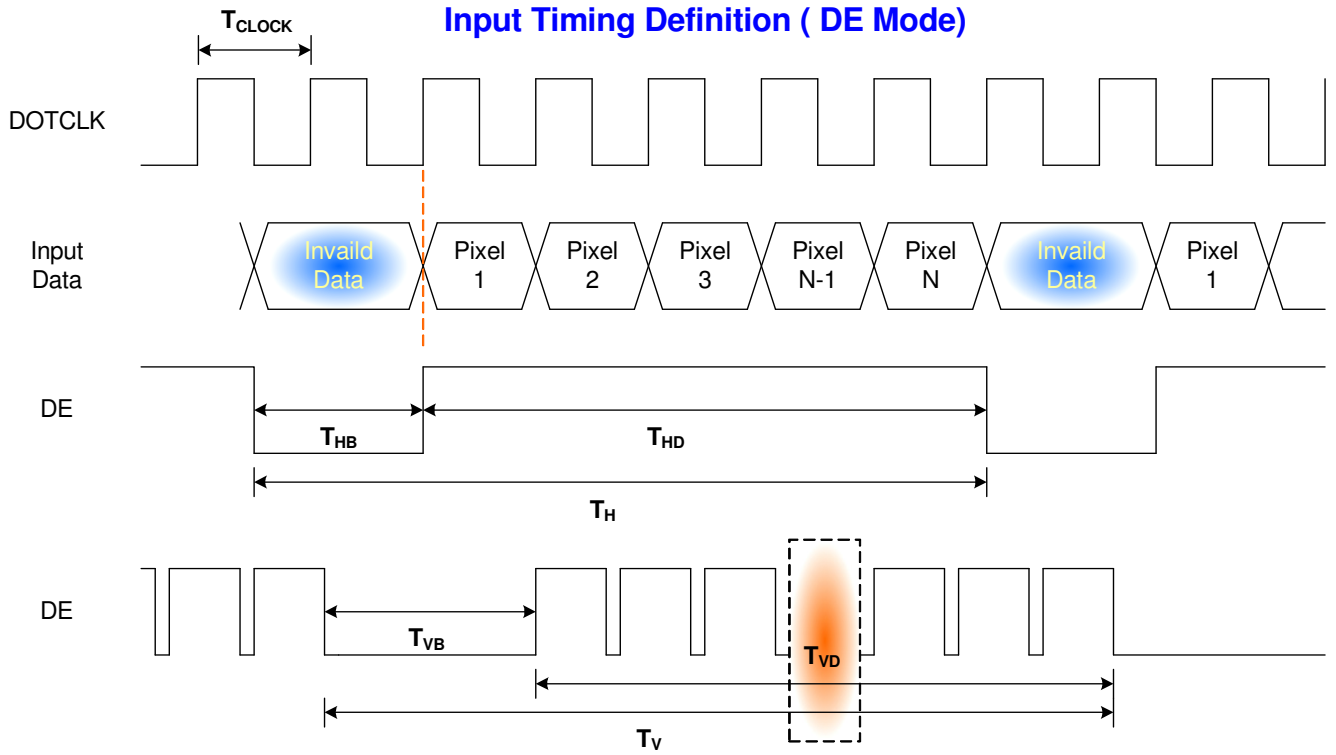 Input Timing Definition ( DE Mode)
TCLOCK
DOTCLK
Input
Data
Invaild
Data
Pixel
1
Pixel
2
Pixel
3
Pixel
N-1
Pixel
N
Invaild
Data
Pixel
1
DE
THB
THD
TH
DE
TVB
TVD
TV